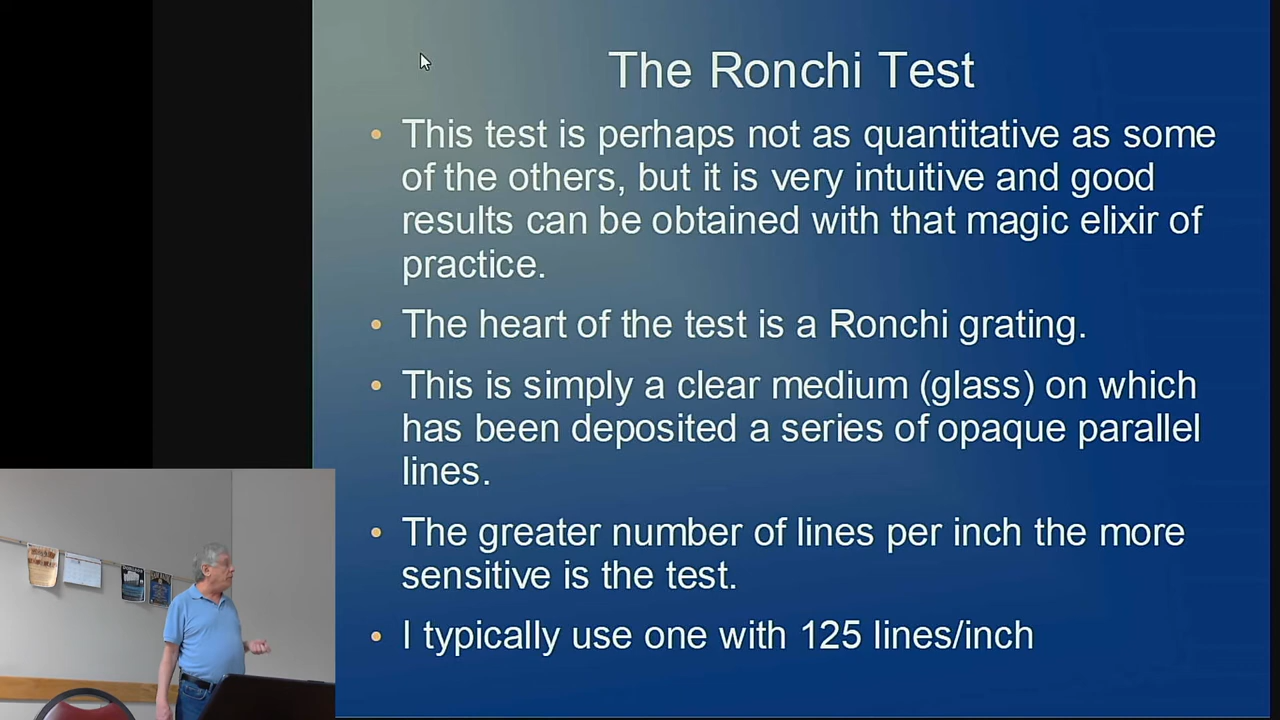 The Ronchi Test
• This test is perhaps not as quantitative as some
of the others, but it is very intuitive and good
results can be obtained with that magic elixir of
practice.
• The heart of the test is a Ronchi grating.
• This is simply a clear medium (glass) on which
has been deposited a series of opaque parallel
lines.
• The greater number of lines per inch the more
sensitive is the test.
• I typically use one with 125 lines/inch